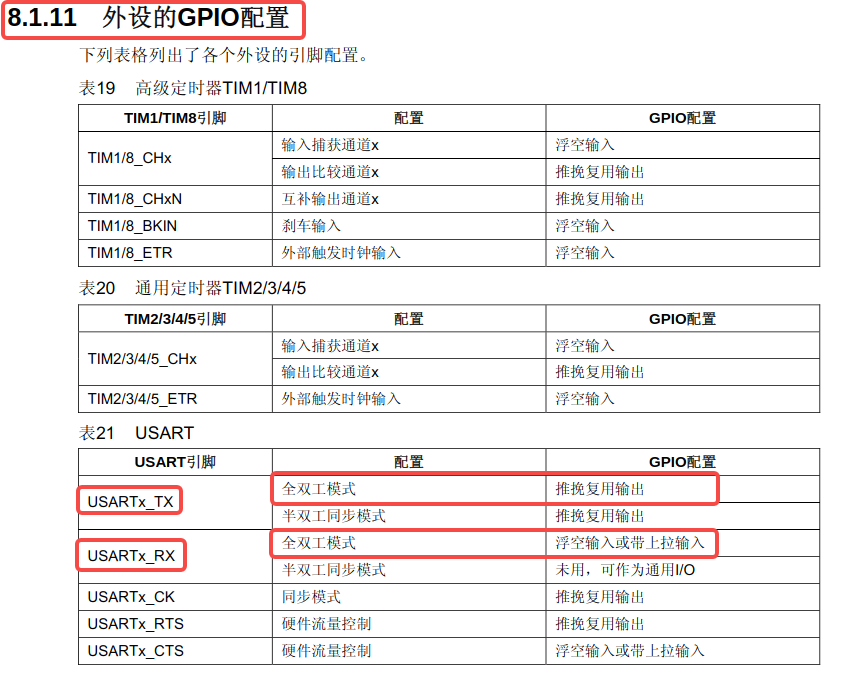 8.1.11 外设的GPIO配置
下列表格列出了各个外设的引脚配置。
表19 高级定时器TIM1/TIM8
TIM1/TIM8引脚 配置 GPIO配置
TIM1/8_CHx 输入捕获通道x 浮空输入
输出比较通道x 推挽复用输出
TIM1/8_CHxN 互补输出通道x 推挽复用输出
TIM1/8_BKIN 刹车输入 浮空输入
TIM1/8_ETR 外部触发时钟输入 浮空输入
表20 通用定时器TIM2/3/4/5
TIM2/3/4/5引脚 配置 GPIO配置
TIM2/3/4/5_CHx 输入捕获通道x 浮空输入
输出比较通道x 推挽复用输出
TIM2/3/4/5_ETR 外部触发时钟输入 浮空输入
表21 USART
USART引脚 配置 GPIO配置
USARTx_TX 全双工模式 推挽复用输出
半双工同步模式 推挽复用输出
USARTx_RX 全双工模式 浮空输入或带上拉输入
半双工同步模式 未用，可作为通用I/O
USARTx_CK 同步模式 推挽复用输出
USARTx_RTS 硬件流量控制 推挽复用输出
USARTx_CTS 硬件流量控制 浮空输入或带上拉输入